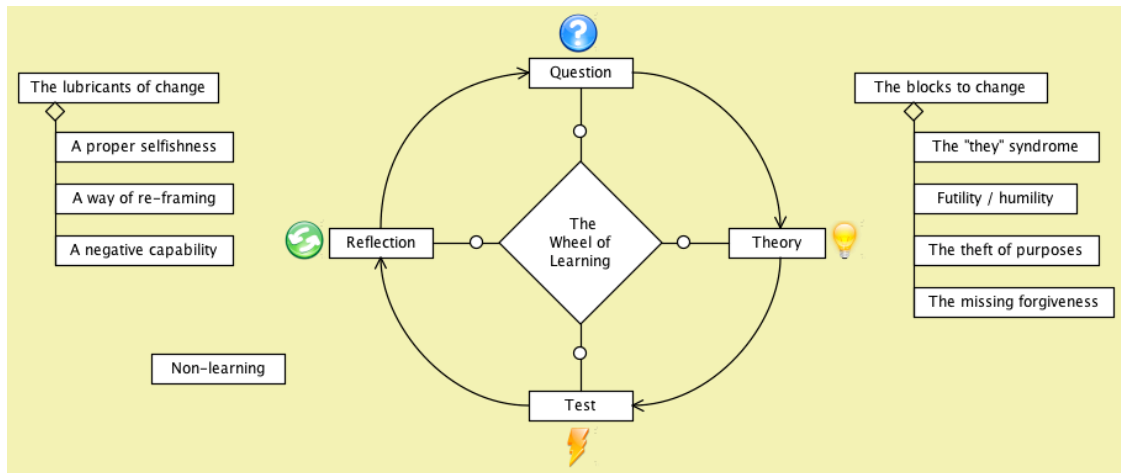 Question
The lubricants of change
A proper selfishness
A way of re-framing
A negative capability
The blocks to change
The "they" syndrome
Futility / humility
The theft of purposes
The missing forgiveness
Reflection
The
Wheel of
Learning
Theory
Non-learning
Test